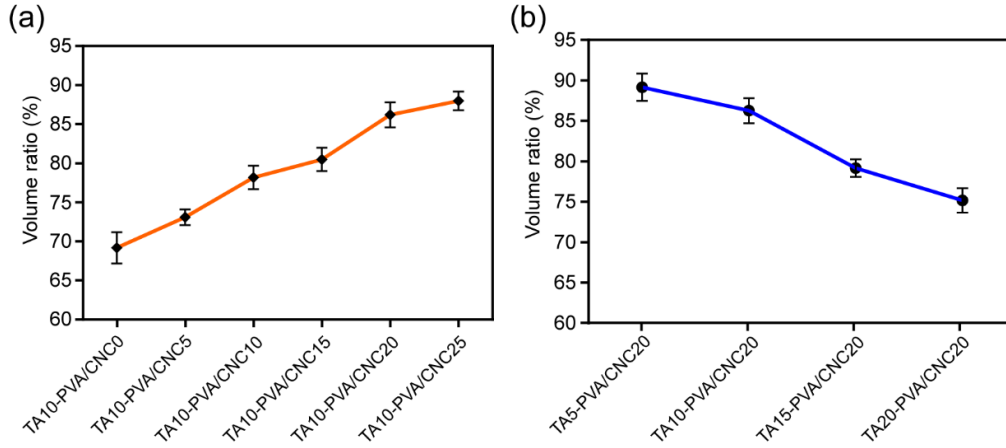 (a)
Volume ratio (%)
95
90
85
80
75
70
65
60
TA10-PVA/CNC0
TA10-PVA/CNC5
TA10-PVA/CNC10
TA10-PVA/CNC15
TA10-PVA/CNC20
TA10-PVA/CNC25
(b)
Volume ratio (%)
95
90
85
80
75
70
65
60
TA5-PVA/CNC20
TA10-PVA/CNC20
TA15-PVA/CNC20
TA20-PVA/CNC20